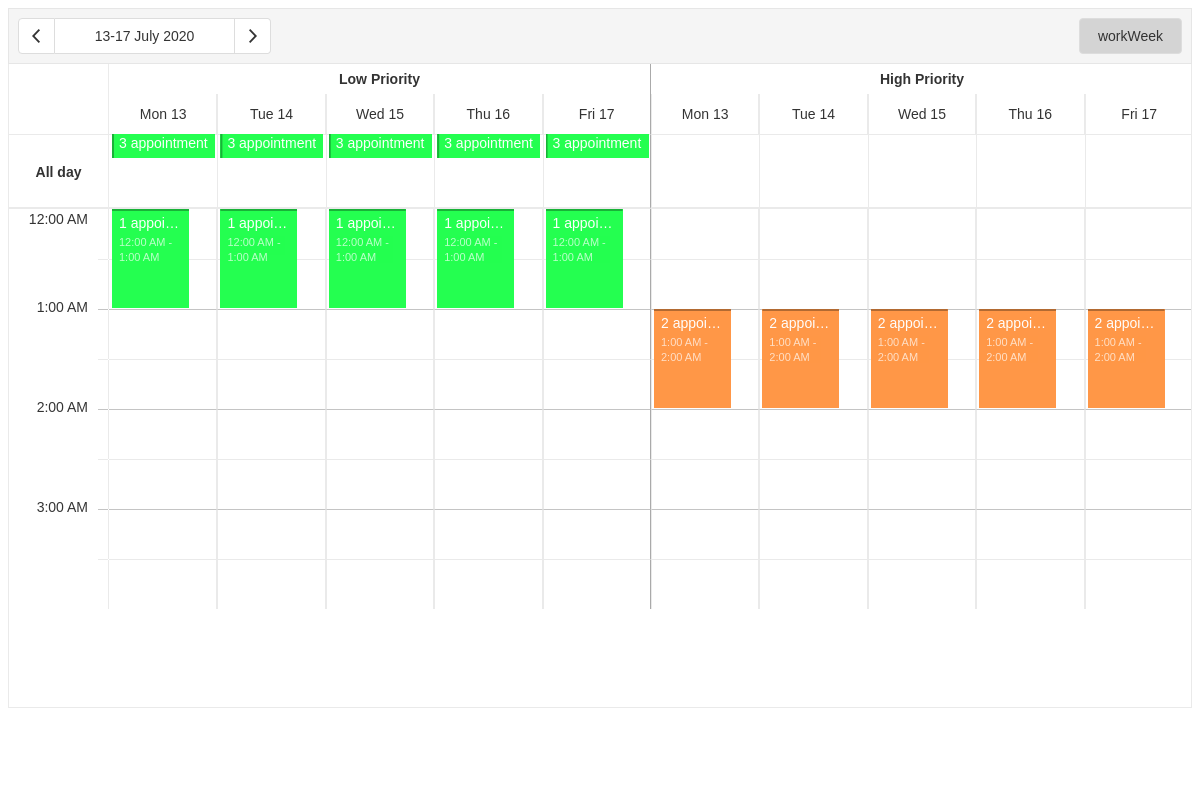 13-17 July 2020
workWeek
Low Priority
High Priority
Mon 13
Tue 14
Wed 15
Thu 16
Fri 17
Mon 13
Tue 14
Wed 15
Thu 16
Fri 17
All day
3 appointment
3 appointment
3 appointment
3 appointment
3 appointment
12:00 AM
1 appoi…
12:00 AM -
1:00 AM
1 appoi…
12:00 AM -
1:00 AM
1 appoi…
12:00 AM -
1:00 AM
1 appoi…
12:00 AM -
1:00 AM
1 appoi…
12:00 AM -
1:00 AM
1:00 AM
2 appoi…
1:00 AM -
2:00 AM
2 appoi…
1:00 AM -
2:00 AM
2 appoi…
1:00 AM -
2:00 AM
2 appoi…
1:00 AM -
2:00 AM
2 appoi…
1:00 AM -
2:00 AM
2:00 AM
3:00 AM